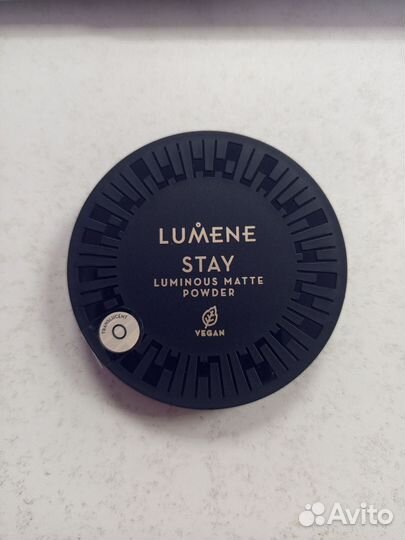 LUMENE
STAY
LUMINOUS MATTE
POWDER
VEGAN
TRANSLUCENT
0
Avito